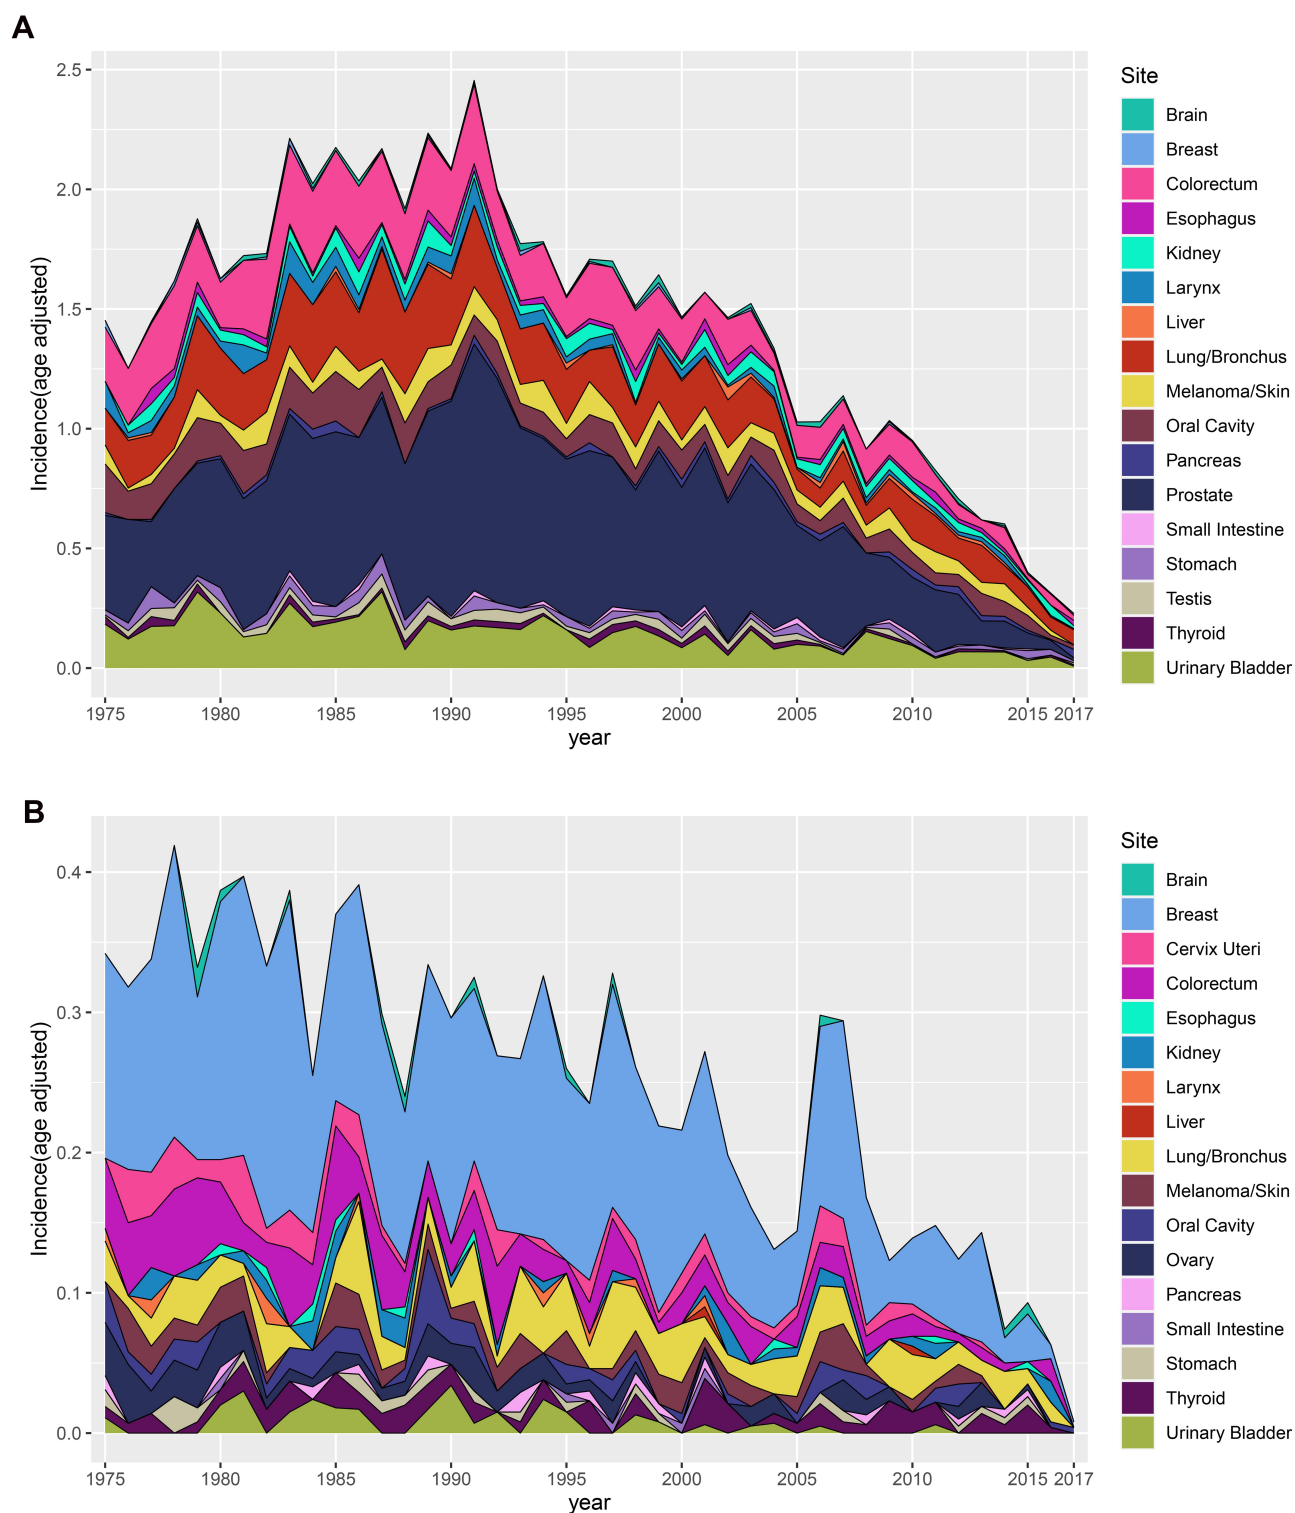 A
2.5
2.0
1.5
1.0
0.5
0.0
Incidence(age adjusted)
1975 1980 1985 1990 1995 2000 2005 2010 2015 2017
year
Site
Brain
Breast
Colorectum
Esophagus
Kidney
Larynx
Liver
Lung/Bronchus
Melanoma/Skin
Oral Cavity
Pancreas
Prostate
Small Intestine
Stomach
Testis
Thyroid
Urinary Bladder
B
0.4
0.3
0.2
0.1
0.0
Incidence(age adjusted)
1975 1980 1985 1990 1995 2000 2005 2010 2015 2017
year
Site
Brain
Breast
Cervix Uteri
Colorectum
Esophagus
Kidney
Larynx
Liver
Lung/Bronchus
Melanoma/Skin
Oral Cavity
Ovary
Pancreas
Small Intestine
Stomach
Thyroid
Urinary Bladder